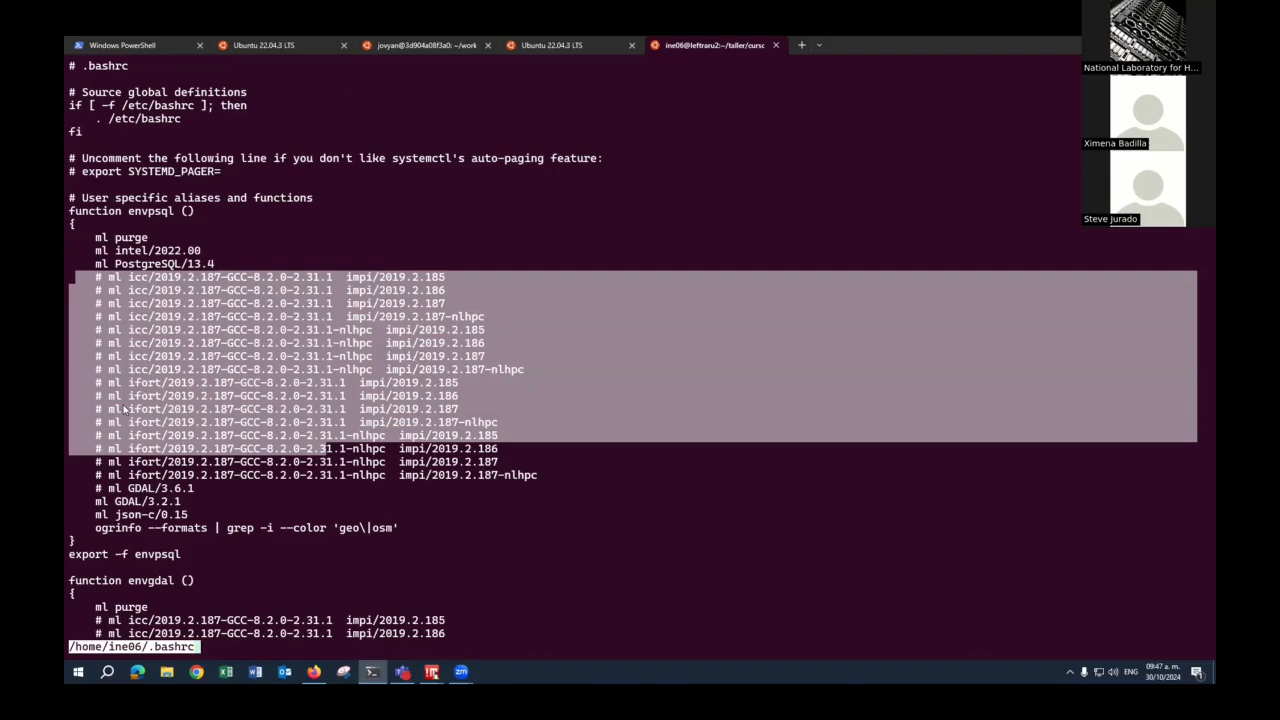 Windows PowerShell
Ubuntu 22.04.3 LTS
jovyan@3d904a08f3a0: ~/work
Ubuntu 22.04.3 LTS
ine06@leftraru2:~/taller/cursc
National Laboratory for H...
Ximena Badilla
Steve Jurado
# .bashrc
# Source global definitions
if [ -f /etc/bashrc ]; then
. /etc/bashrc
fi
# Uncomment the following line if you don't like systemctl's auto-paging feature:
# export SYSTEMD_PAGER=
# User specific aliases and functions
function envpsql ()
{
ml purge
ml intel/2022.00
ml PostgreSQL/13.4
# ml icc/2019.2.187-GCC-8.2.0-2.31.1  impi/2019.2.185
# ml icc/2019.2.187-GCC-8.2.0-2.31.1  impi/2019.2.186
# ml icc/2019.2.187-GCC-8.2.0-2.31.1  impi/2019.2.187
# ml icc/2019.2.187-GCC-8.2.0-2.31.1  impi/2019.2.187-nlhpc
# ml icc/2019.2.187-GCC-8.2.0-2.31.1-nlhpc  impi/2019.2.185
# ml icc/2019.2.187-GCC-8.2.0-2.31.1-nlhpc  impi/2019.2.186
# ml icc/2019.2.187-GCC-8.2.0-2.31.1-nlhpc  impi/2019.2.187
# ml icc/2019.2.187-GCC-8.2.0-2.31.1-nlhpc  impi/2019.2.187-nlhpc
# ml ifort/2019.2.187-GCC-8.2.0-2.31.1  impi/2019.2.185
# ml ifort/2019.2.187-GCC-8.2.0-2.31.1  impi/2019.2.186
# ml ifort/2019.2.187-GCC-8.2.0-2.31.1  impi/2019.2.187
# ml ifort/2019.2.187-GCC-8.2.0-2.31.1  impi/2019.2.187-nlhpc
# ml ifort/2019.2.187-GCC-8.2.0-2.31.1-nlhpc  impi/2019.2.185
# ml ifort/2019.2.187-GCC-8.2.0-2.31.1-nlhpc  impi/2019.2.186
# ml ifort/2019.2.187-GCC-8.2.0-2.31.1-nlhpc  impi/2019.2.187
# ml ifort/2019.2.187-GCC-8.2.0-2.31.1-nlhpc  impi/2019.2.187-nlhpc
# ml GDAL/3.6.1
ml GDAL/3.2.1
ml json-c/0.15
ogrinfo --formats | grep -i --color 'geo\|osm'
}
export -f envpsql
function envgdal ()
{
ml purge
# ml icc/2019.2.187-GCC-8.2.0-2.31.1  impi/2019.2.185
# ml icc/2019.2.187-GCC-8.2.0-2.31.1  impi/2019.2.186
/home/ine06/.bashrc
ENG
09:47 a. m.
30/10/2024